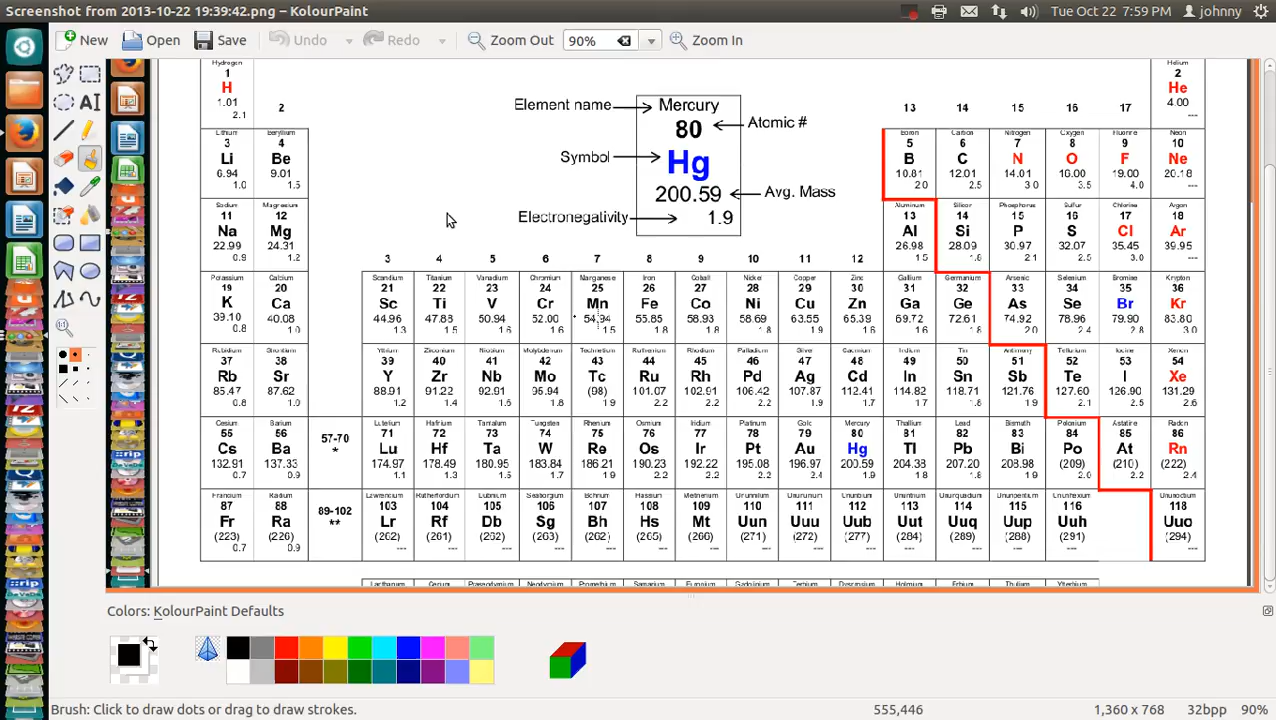 Screenshot from 2013-10-22 19:39:42.png – KolourPaint Tue Oct 22 7:59 PM johnny
New Open Save Undo Redo Zoom Out 90% Zoom In
Hydrogen Helium
1 2
H He
1.01 4.00
2.1 ---
2 13 14 15 16 17
Element name Mercury
80 Atomic #
Symbol Hg
200.59 Avg. Mass
Electronegativity 1.9
Lithium Beryllium Boron Carbon Nitrogen Oxygen Fluorine Neon
3 4 5 6 7 8 9 10
Li Be B C N O F Ne
6.94 9.01 10.81 12.01 14.01 16.00 19.00 20.18
1.0 1.5 2.0 2.5 3.0 3.5 4.0 ---
Sodium Magnesium Aluminum Silicon Phosphorus Sulfur Chlorine Argon
11 12 13 14 15 16 17 18
Na Mg Al Si P S Cl Ar
22.99 24.31 26.98 28.09 30.97 32.07 35.45 39.95
0.9 1.2 1.5 1.8 2.1 2.5 3.0 ---
3 4 5 6 7 8 9 10 11 12
Potassium Calcium Scandium Titanium Vanadium Chromium Manganese Iron Cobalt Nickel Copper Zinc Gallium Germanium Arsenic Selenium Bromine Krypton
19 20 21 22 23 24 25 26 27 28 29 30 31 32 33 34 35 36
K Ca Sc Ti V Cr Mn Fe Co Ni Cu Zn Ga Ge As Se Br Kr
39.10 40.08 44.96 47.88 50.94 52.00 54.94 55.85 58.93 58.69 63.55 65.39 69.72 72.61 74.92 78.96 79.90 83.80
0.8 1.0 1.3 1.5 1.6 1.6 1.5 1.8 1.8 1.8 1.9 1.6 1.6 1.8 2.0 2.4 2.8 3.0
Rubidium Strontium Yttrium Zirconium Niobium Molybdenum Technetium Ruthenium Rhodium Palladium Silver Cadmium Indium Tin Antimony Tellurium Iodine Xenon
37 38 39 40 41 42 43 44 45 46 47 48 49 50 51 52 53 54
Rb Sr Y Zr Nb Mo Tc Ru Rh Pd Ag Cd In Sn Sb Te I Xe
85.47 87.62 88.91 91.22 92.91 95.94 (98) 101.07 102.91 106.42 107.87 112.41 114.82 118.71 121.76 127.60 126.90 131.29
0.8 1.0 1.2 1.4 1.6 1.8 1.9 2.2 2.2 2.2 1.9 1.7 1.7 1.8 1.9 2.1 2.5 2.6
Cesium Barium Lutetium Hafnium Tantalum Tungsten Rhenium Osmium Iridium Platinum Gold Mercury Thallium Lead Bismuth Polonium Astatine Radon
55 56 57-70 71 72 73 74 75 76 77 78 79 80 81 82 83 84 85 86
Cs Ba * Lu Hf Ta W Re Os Ir Pt Au Hg Tl Pb Bi Po At Rn
132.91 137.33 174.97 178.49 180.95 183.84 186.21 190.23 192.22 195.08 196.97 200.59 204.38 207.20 208.98 (209) (210) (222)
0.8 0.9 1.1 1.3 1.5 1.7 1.9 2.2 2.2 2.2 2.4 1.9 1.8 1.8 1.9 2.0 2.2 2.4
Francium Radium Lawrencium Rutherfordium Dubnium Seaborgium Bohrium Hassium Meitnerium Ununnilium Unununium Ununbium Ununtrium Ununquadium Ununpentium Ununhexium Ununoctium
87 88 89-102 103 104 105 106 107 108 109 110 111 112 113 114 115 116 118
Fr Ra ** Lr Rf Db Sg Bh Hs Mt Uun Uuu Uub Uut Uuq Uup Uuh Uuo
(223) (226) (262) (261) (262) (263) (262) (265) (266) (271) (272) (277) (284) (289) (288) (291) (294)
0.7 0.9 --- --- --- --- --- --- --- --- --- --- --- --- --- --- ---
Lanthanum Cerium Praseodymium Neodymium Promethium Samarium Europium Gadolinium Terbium Dysprosium Holmium Erbium Thulium Ytterbium
Colors: KolourPaint Defaults
Brush: Click to draw dots or drag to draw strokes. 555,446 1,360 x 768 32bpp 90%